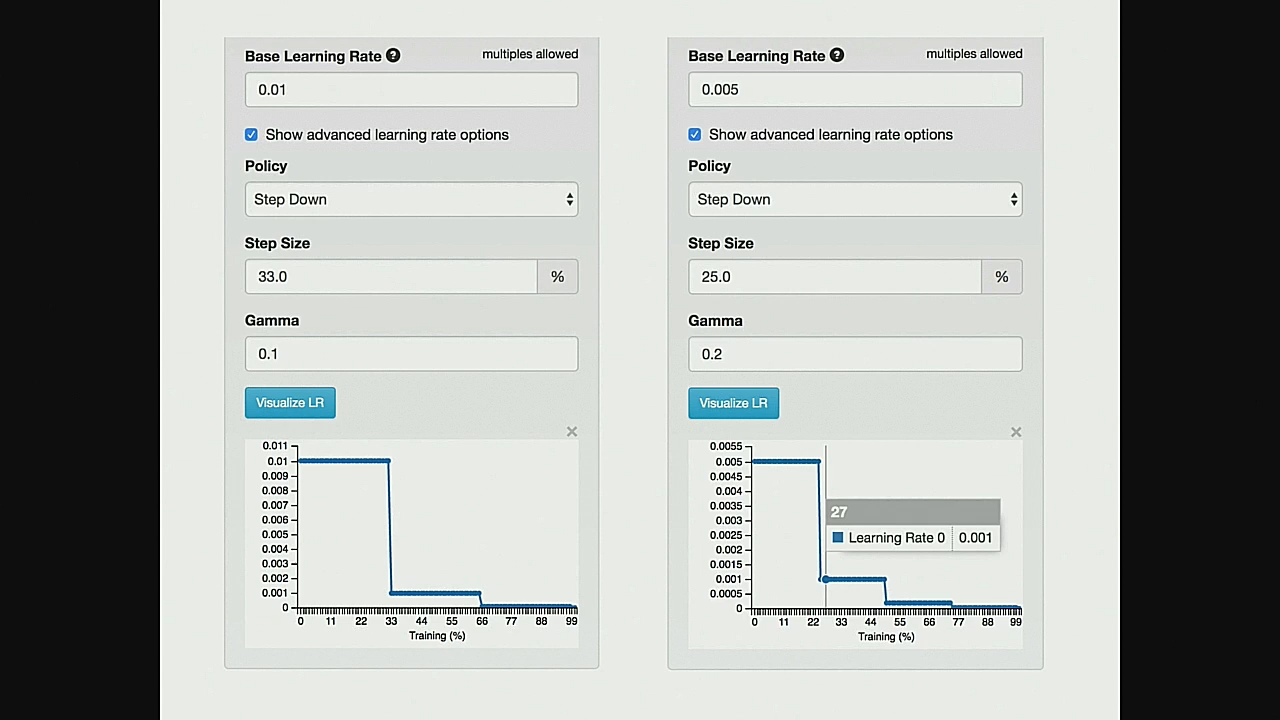 Base Learning Rate ? multiples allowed
0.01
Show advanced learning rate options
Policy
Step Down
Step Size
33.0 %
Gamma
0.1
Visualize LR
×
0.011
0.01
0.009
0.008
0.007
0.006
0.005
0.004
0.003
0.002
0.001
0
0 11 22 33 44 55 66 77 88 99
Training (%)
Base Learning Rate ? multiples allowed
0.005
Show advanced learning rate options
Policy
Step Down
Step Size
25.0 %
Gamma
0.2
Visualize LR
×
0.0055
0.005
0.0045
0.004
0.0035
0.003
0.0025
0.002
0.0015
0.001
0.0005
0
27
Learning Rate 0 0.001
0 11 22 33 44 55 66 77 88 99
Training (%)